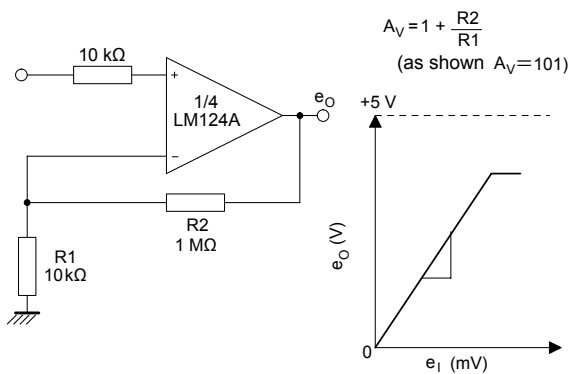 10 kΩ
+
1/4
LM124A
–
e_O
R2
1 MΩ
R1
10kΩ
A_V = 1 + R2
R1
(as shown A_V = 101)
+5 V
e_O (V)
0
e_I (mV)